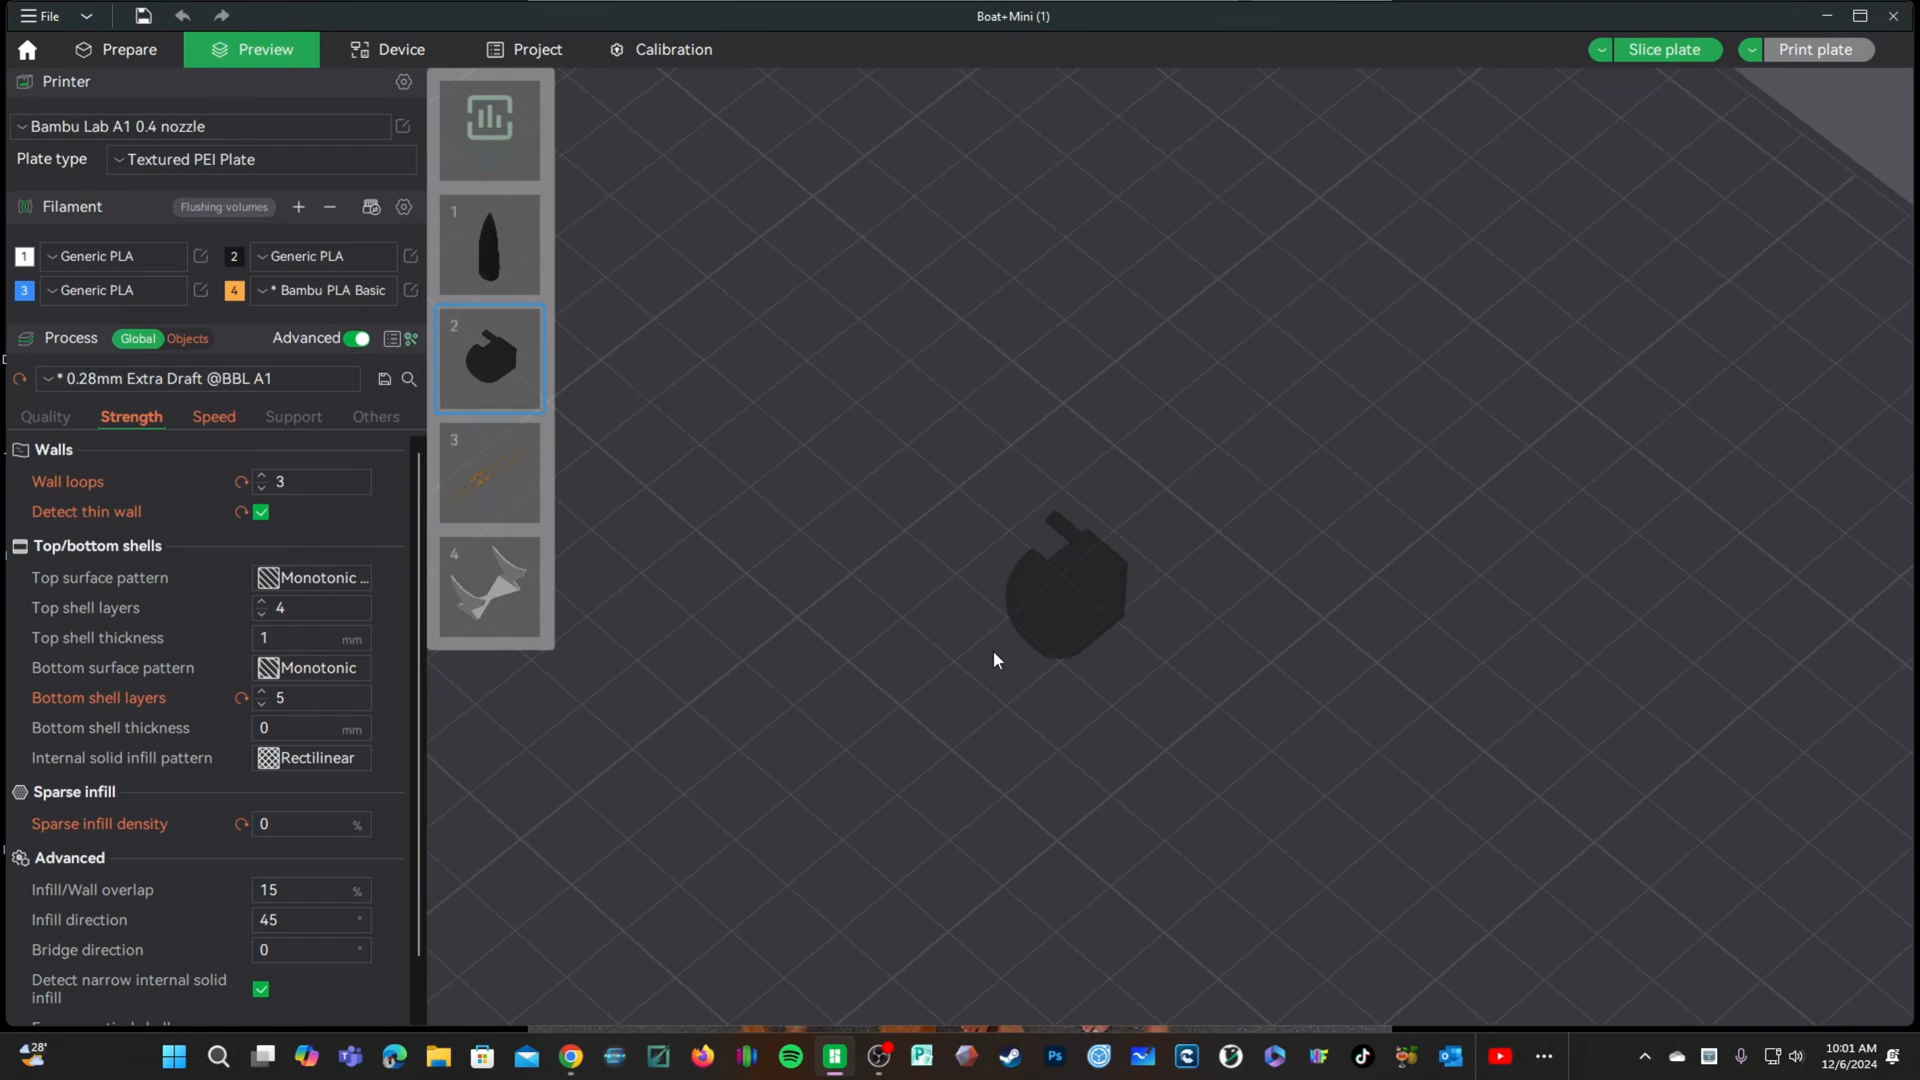 File
Boat+Mini (1)
Prepare
Preview
Device
Project
Calibration
Slice plate
Print plate
Printer
Bambu Lab A1 0.4 nozzle
Plate type
Textured PEI Plate
Filament
Flushing volumes
1 Generic PLA
2 Generic PLA
3 Generic PLA
4 * Bambu PLA Basic
Process
Global
Objects
Advanced
* 0.28mm Extra Draft @BBL A1
Quality
Strength
Speed
Support
Others
Walls
Wall loops 3
Detect thin wall
Top/bottom shells
Top surface pattern Monotonic ...
Top shell layers 4
Top shell thickness 1 mm
Bottom surface pattern Monotonic
Bottom shell layers 5
Bottom shell thickness 0 mm
Internal solid infill pattern Rectilinear
Sparse infill
Sparse infill density 0 %
Advanced
Infill/Wall overlap 15 %
Infill direction 45 °
Bridge direction 0 °
Detect narrow internal solid
infill
1
2
3
4
28°
Ps
10:01 AM
12/6/2024